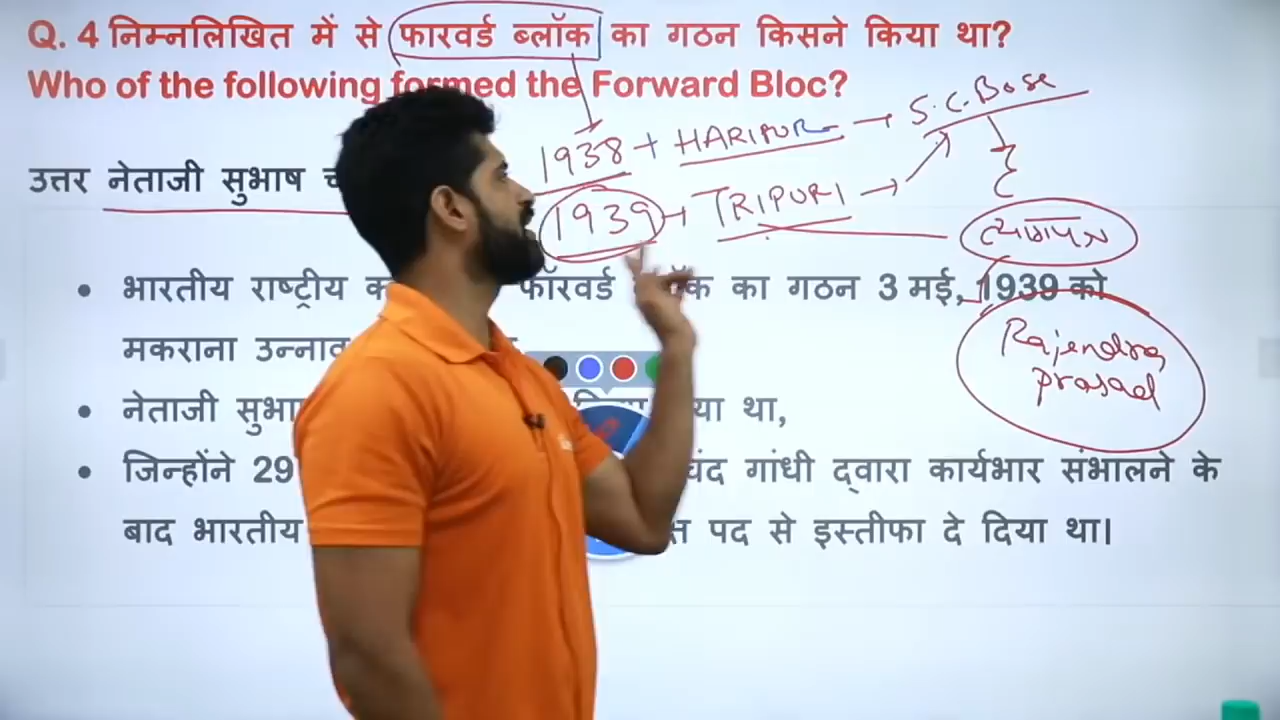 Q. 4 निम्नलिखित में से फारवर्ड ब्लॉक का गठन किसने किया था?
Who of the following formed the Forward Bloc?
1938 + HARIPUR → S.C. Bose
उत्तर नेताजी सुभाष
1939 → TRIPURI →
त्यागपत्र
भारतीय राष्ट्रीय फॉरवर्ड का गठन 3 मई, 1939 को
मकराना उन्नाव
Rajendra
prasad
नेताजी था,
जिन्होंने 29 गांधी द्वारा कार्यभार संभालने के
बाद भारतीय पद से इस्तीफा दे दिया था।